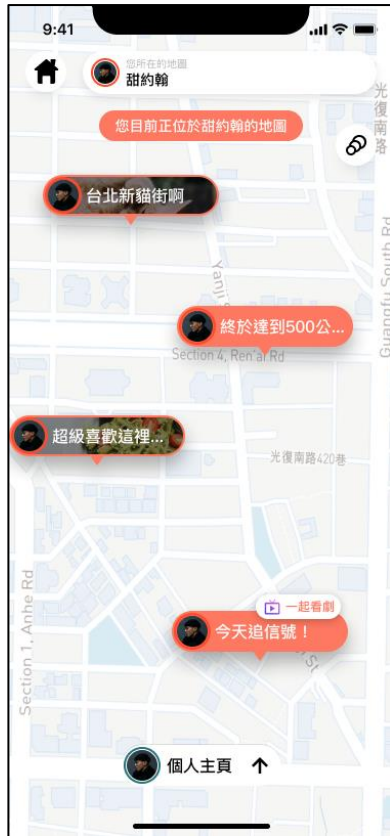 9:41
您所在的地圖
甜約翰
您目前正位於甜約翰的地圖
光復南路
台北新貓街啊
Guangfu South Rd
終於達到500公...
Section 4, Ren'ai Rd
超級喜歡這裡...
光復南路420巷
一起看劇
今天追信號！
Section 1, Anhe Rd
個人主頁